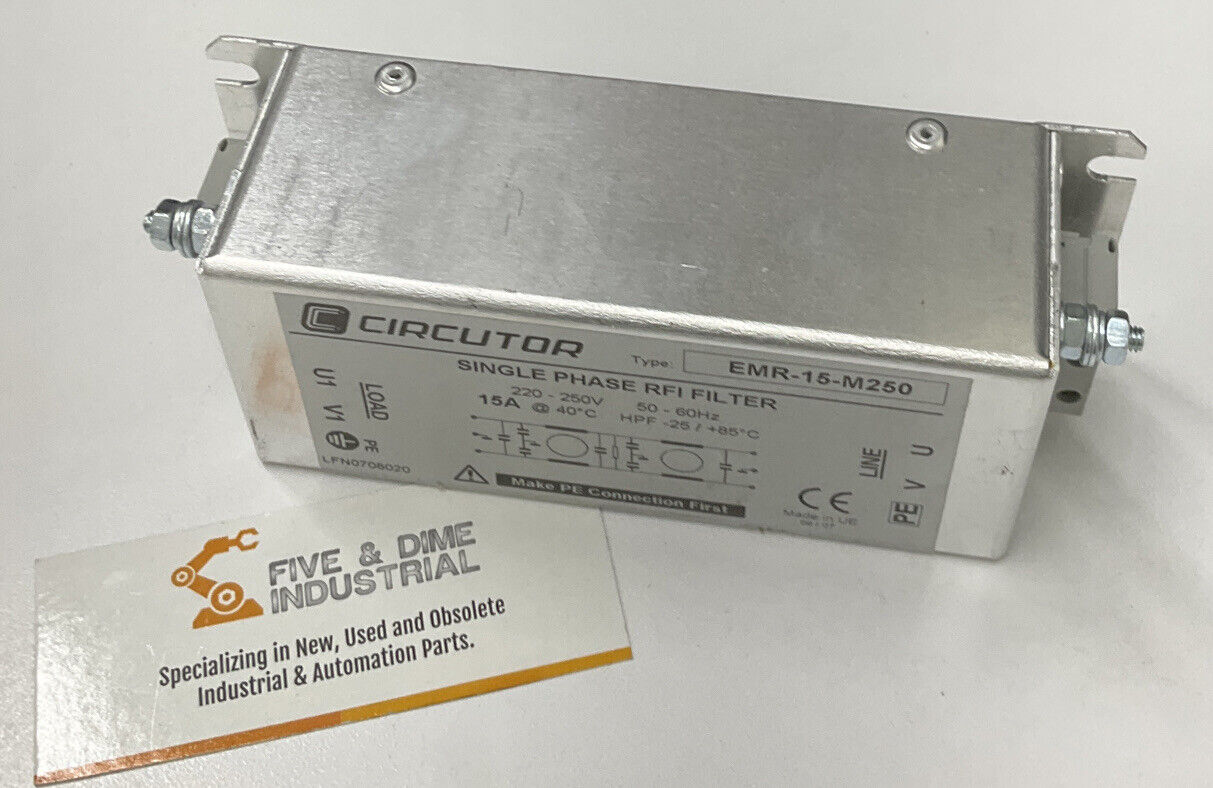 CIRCUTOR
Type: EMR-15-M250
SINGLE PHASE RFI FILTER
220 - 250V 50 - 60Hz
15A @ 40°C HPF -25 / +85°C
LOAD
U1 V1 PE
LFN0708020
Make PE Connection First
LINE
PE V U
CE
Made in UE
FIVE & DIME
INDUSTRIAL
Specializing in New, Used and Obsolete
Industrial & Automation Parts.